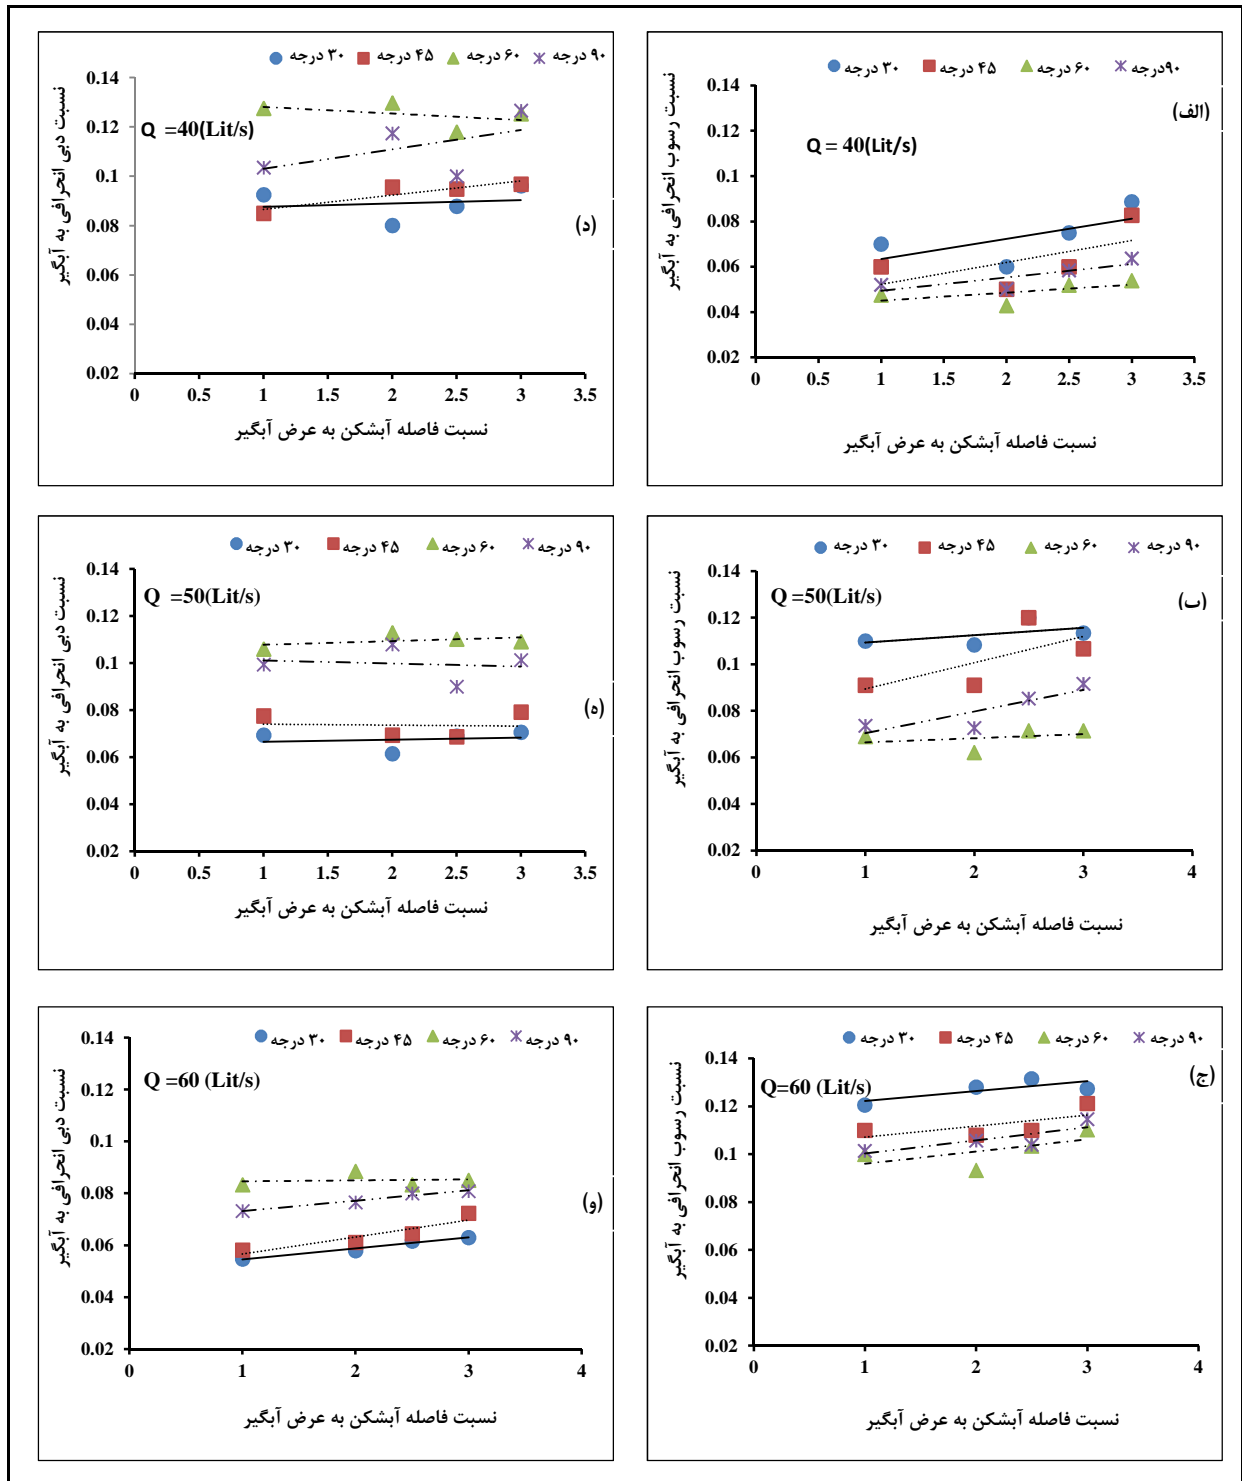 ۳۰ درجه ۴۵ درجه ۶۰ درجه ۹۰درجه
(الف)
Q = 40(Lit/s)
نسبت رسوب انحرافی به آبگیر
0.14
0.12
0.1
0.08
0.06
0.04
0.02
0 0.5 1 1.5 2 2.5 3 3.5
نسبت فاصله آبشکن به عرض آبگیر
۳۰ درجه ۴۵ درجه ۶۰ درجه ۹۰ درجه
(د)
Q =40(Lit/s)
نسبت دبی انحرافی به آبگیر
0.14
0.12
0.1
0.08
0.06
0.04
0.02
0 0.5 1 1.5 2 2.5 3 3.5
نسبت فاصله آبشکن به عرض آبگیر
۳۰ درجه ۴۵ درجه ۶۰ درجه ۹۰ درجه
(ب)
Q =50(Lit/s)
نسبت رسوب انحرافی به آبگیر
0.14
0.12
0.1
0.08
0.06
0.04
0.02
0 1 2 3 4
نسبت فاصله آبشکن به عرض آبگیر
۳۰ درجه ۴۵ درجه ۶۰ درجه ۹۰ درجه
(ه)
Q =50(Lit/s)
نسبت دبی انحرافی به آبگیر
0.14
0.12
0.1
0.08
0.06
0.04
0.02
0 0.5 1 1.5 2 2.5 3 3.5
نسبت فاصله آبشکن به عرض آبگیر
۳۰ درجه ۴۵ درجه ۶۰ درجه ۹۰ درجه
(ج)
Q=60 (Lit/s)
نسبت رسوب انحرافی به آبگیر
0.14
0.12
0.1
0.08
0.06
0.04
0.02
0 1 2 3 4
نسبت فاصله آبشکن به عرض آبگیر
۳۰ درجه ۴۵ درجه ۶۰ درجه ۹۰ درجه
(و)
Q =60 (Lit/s)
نسبت دبی انحرافی به آبگیر
0.14
0.12
0.1
0.08
0.06
0.04
0.02
0 1 2 3 4
نسبت فاصله آبشکن به عرض آبگیر